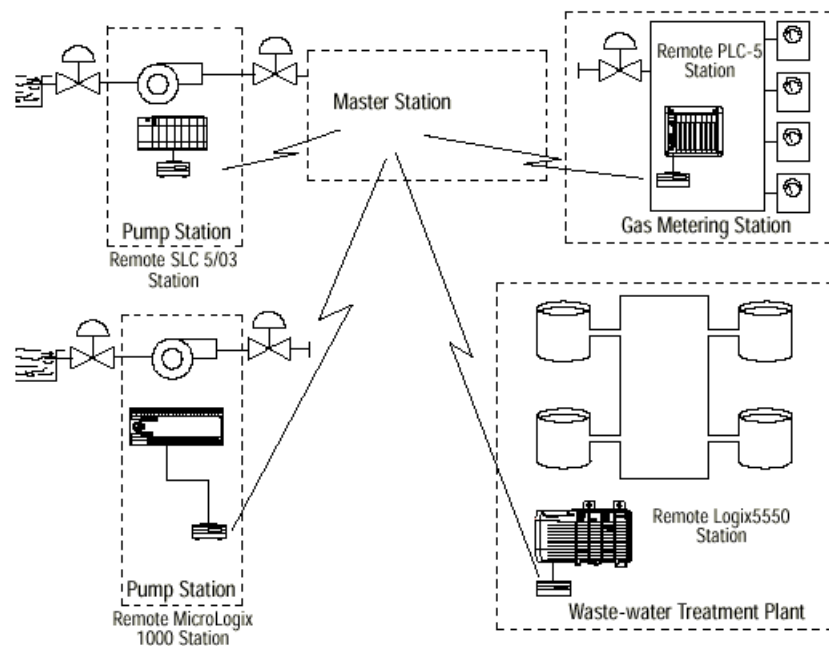 Master Station
Remote PLC-5
Station
Gas Metering Station
Pump Station
Remote SLC 5/03
Station
Pump Station
Remote MicroLogix
1000 Station
Remote Logix5550
Station
Waste-water Treatment Plant